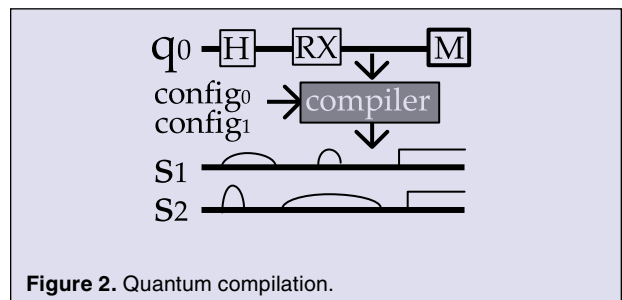 q0 H RX M
config0
config1
compiler
S1
S2
Figure 2. Quantum compilation.